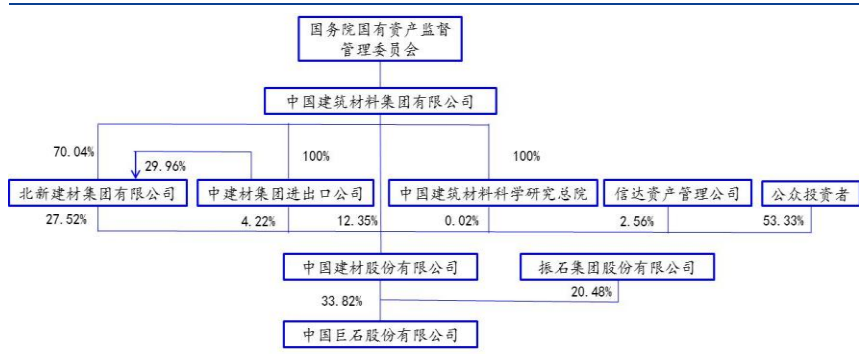 国务院国有资产监督
管理委员会
中国建筑材料集团有限公司
70.04%
29.96%
100%
100%
北新建材集团有限公司
中建材集团进出口公司
中国建筑材料科学研究总院
信达资产管理公司
公众投资者
27.52%
4.22%
12.35%
0.02%
2.56%
53.33%
中国建材股份有限公司
振石集团股份有限公司
33.82%
20.48%
中国巨石股份有限公司